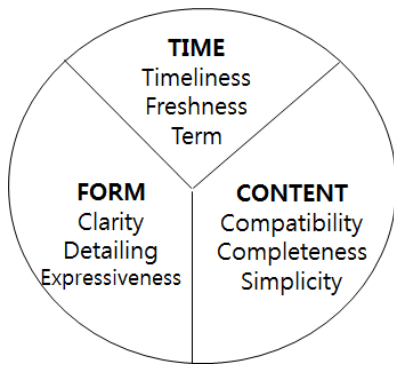 TIME
Timeliness
Freshness
Term
FORM
Clarity
Detailing
Expressiveness
CONTENT
Compatibility
Completeness
Simplicity